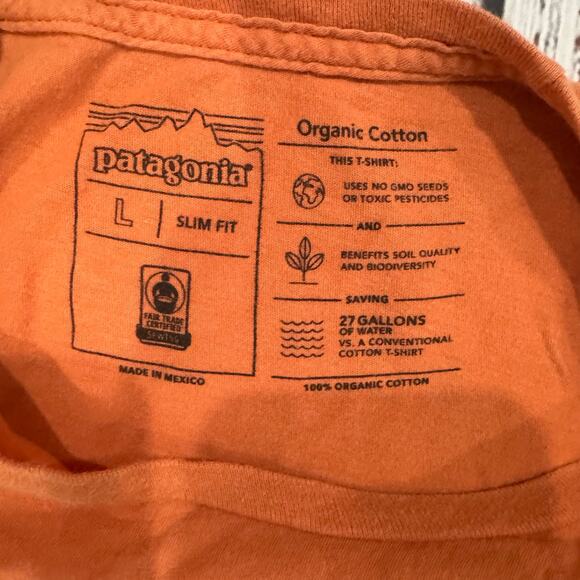 patagonia®
L | SLIM FIT
FAIR TRADE
CERTIFIED
SEWING
MADE IN MEXICO
Organic Cotton
THIS T-SHIRT:
USES NO GMO SEEDS
OR TOXIC PESTICIDES
AND
BENEFITS SOIL QUALITY
AND BIODIVERSITY
SAVING
27 GALLONS
OF WATER
VS. A CONVENTIONAL
COTTON T-SHIRT
100% ORGANIC COTTON